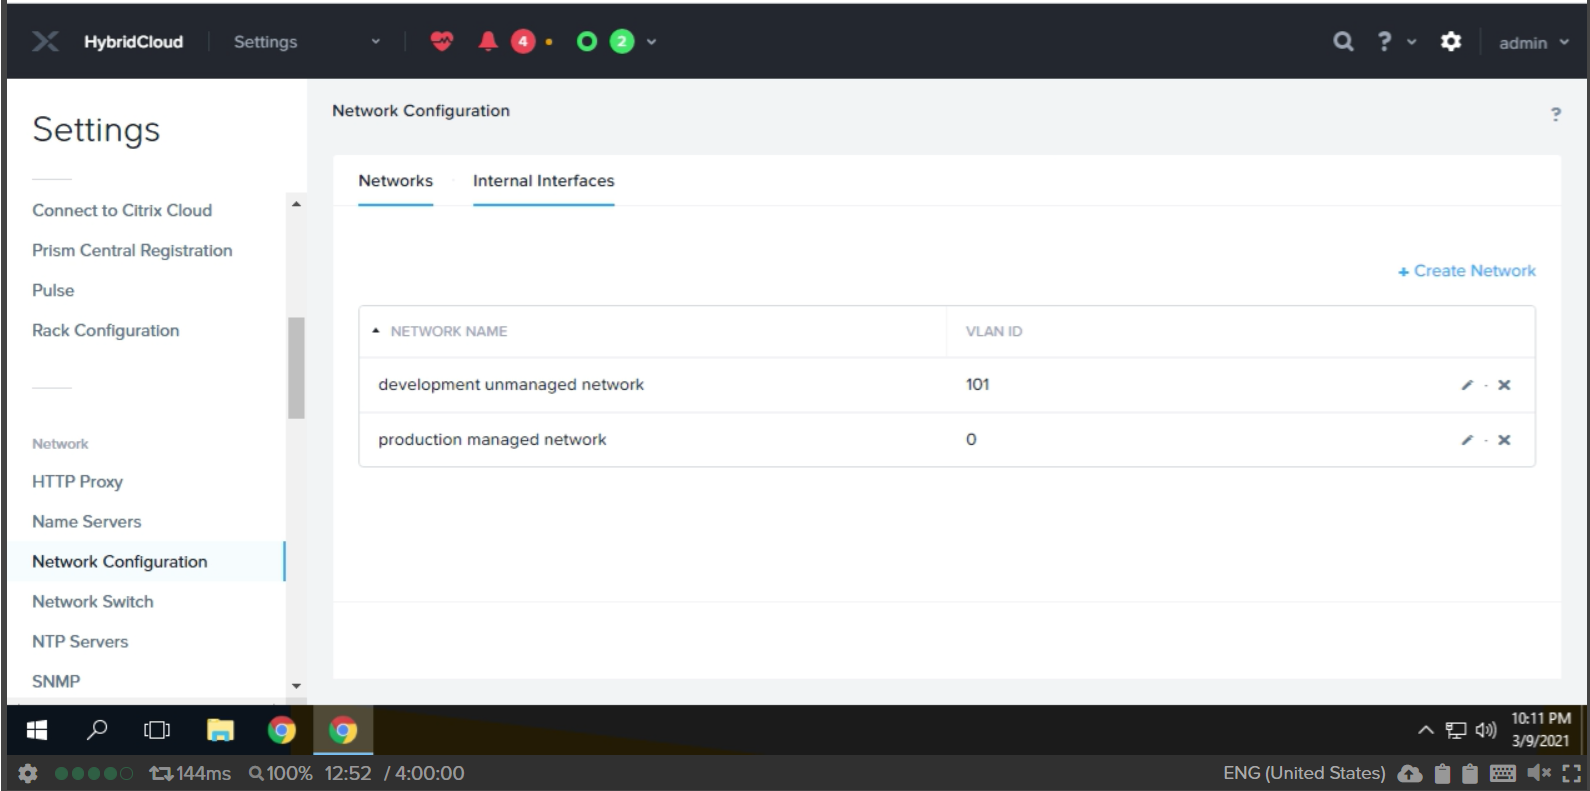 HybridCloud Settings 4 2 ? admin
Settings
Connect to Citrix Cloud
Prism Central Registration
Pulse
Rack Configuration
Network
HTTP Proxy
Name Servers
Network Configuration
Network Switch
NTP Servers
SNMP
Network Configuration ?
Networks Internal Interfaces
+ Create Network
NETWORK NAME VLAN ID
development unmanaged network 101
production managed network 0
10:11 PM
3/9/2021
144ms 100% 12:52 / 4:00:00 ENG (United States)